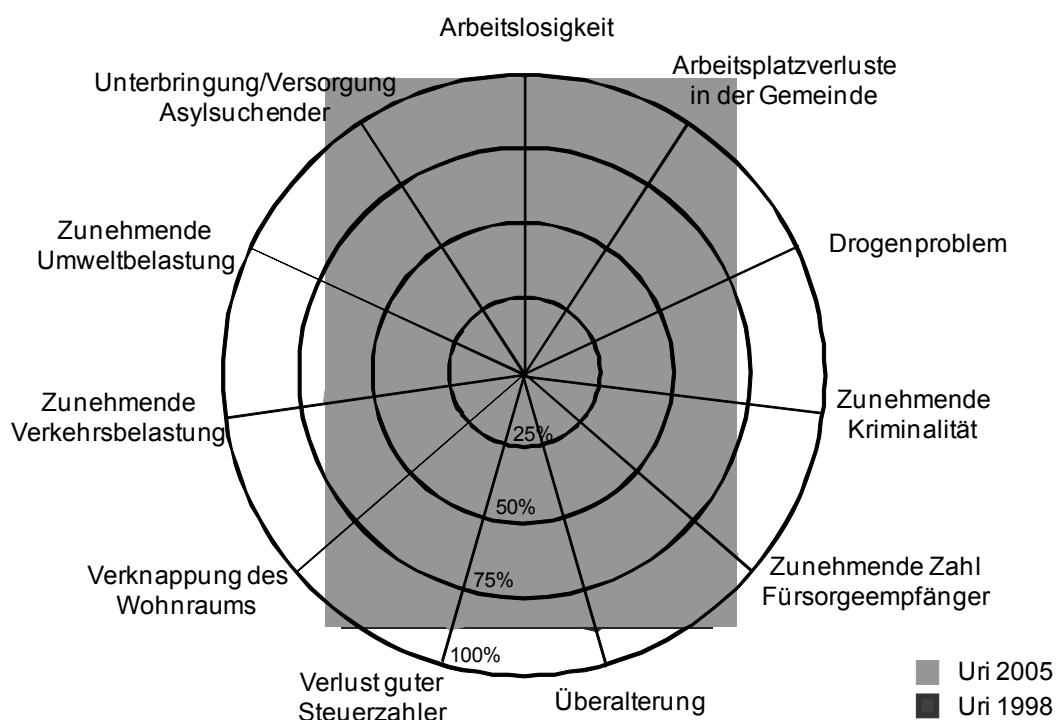 Arbeitslosigkeit
Unterbringung/Versorgung
Asylsuchender
Arbeitsplatzverluste
in der Gemeinde
Zunehmende
Umweltbelastung
Drogenproblem
Zunehmende
Verkehrsbelastung
Zunehmende
Kriminalität
25%
50%
75%
100%
Verknappung des
Wohnraums
Zunehmende Zahl
Fürsorgeempfänger
Verlust guter
Steuerzahler
Überalterung
Uri 2005
Uri 1998